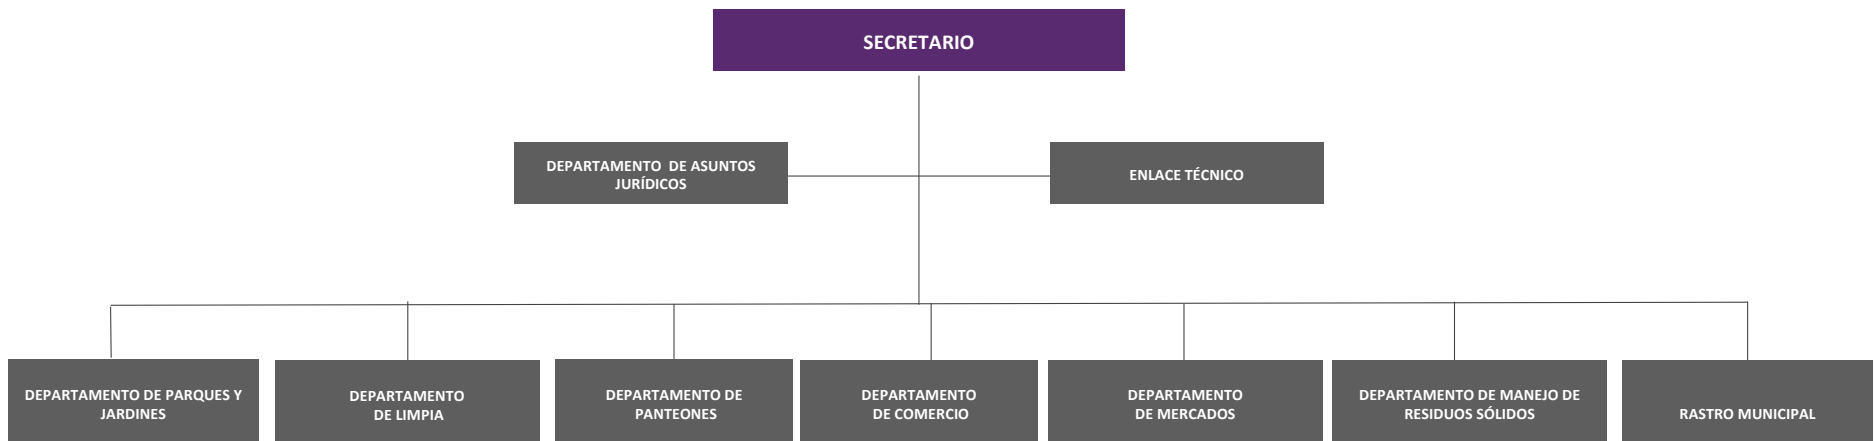 SECRETARIO
DEPARTAMENTO DE ASUNTOS
JURÍDICOS
ENLACE TÉCNICO
DEPARTAMENTO DE PARQUES Y
JARDINES
DEPARTAMENTO
DE LIMPIA
DEPARTAMENTO DE
PANTEONES
DEPARTAMENTO
DE COMERCIO
DEPARTAMENTO
DE MERCADOS
DEPARTAMENTO DE MANEJO DE
RESIDUOS SÓLIDOS
RASTRO MUNICIPAL